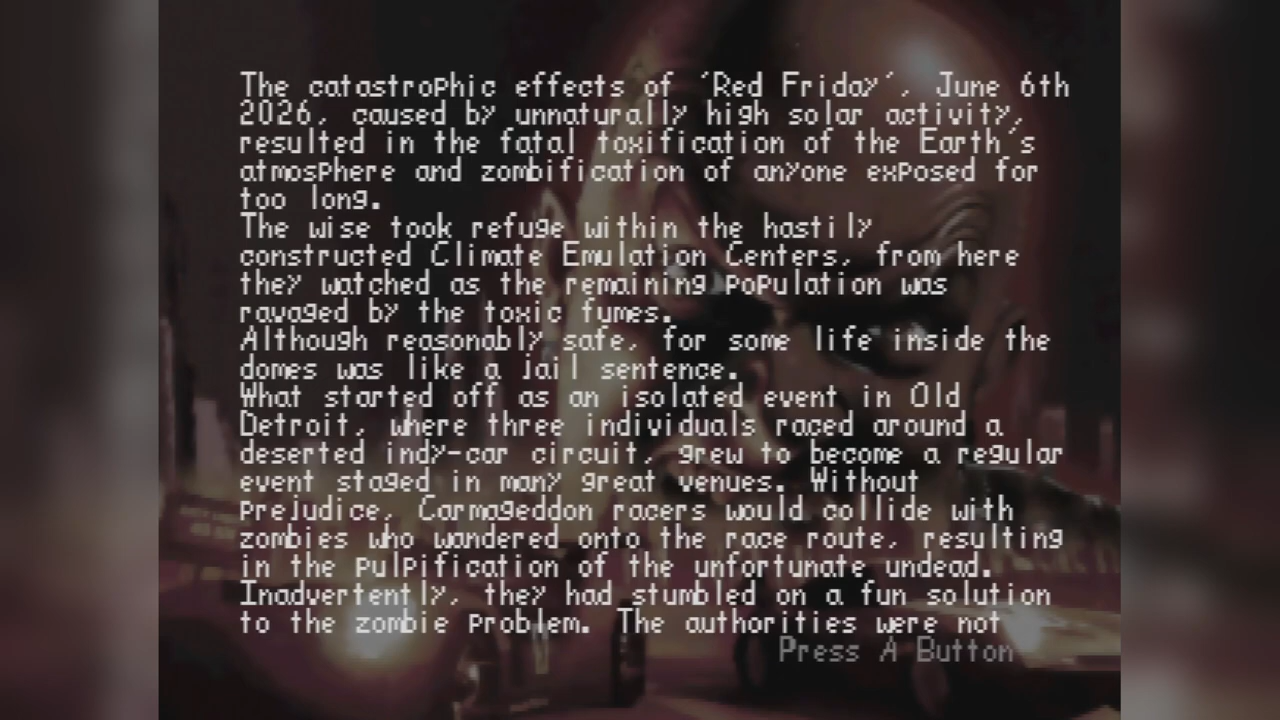 The catastrophic effects of 'Red Friday', June 6th
2026, caused by unnaturally high solar activity,
resulted in the fatal toxification of the Earth's
atmosphere and zombification of anyone exposed for
too long.
The wise took refuge within the hastily
constructed Climate Emulation Centers, from here
they watched as the remaining population was
ravaged by the toxic fumes.
Although reasonably safe, for some life inside the
domes was like a jail sentence.
What started off as an isolated event in Old
Detroit, where three individuals raced around a
deserted indy-car circuit, grew to become a regular
event staged in many great venues. Without
prejudice, Carmageddon racers would collide with
zombies who wandered onto the race route, resulting
in the pulpification of the unfortunate undead.
Inadvertently, they had stumbled on a fun solution
to the zombie problem. The authorities were not
Press A Button